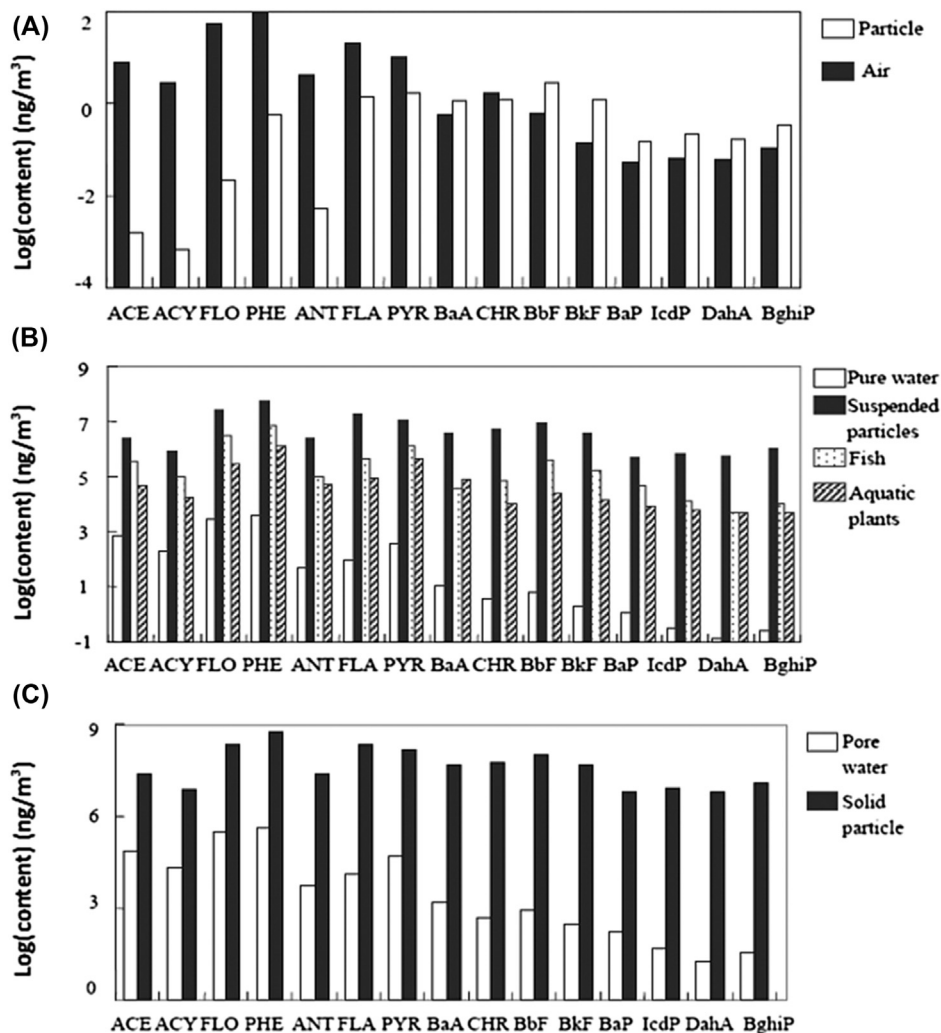 (A)
Log(content) (ng/m³)
2
0
-2
-4
Particle
Air
ACE ACY FLO PHE ANT FLA PYR BaA CHR BbF BkF BaP IcdP DahA BghiP
(B)
Log(content) (ng/m³)
9
7
5
3
1
-1
Pure water
Suspended
particles
Fish
Aquatic
plants
ACE ACY FLO PHE ANT FLA PYR BaA CHR BbF BkF BaP IcdP DahA BghiP
(C)
Log(content) (ng/m³)
9
6
3
0
Pore
water
Solid
particle
ACE ACY FLO PHE ANT FLA PYR BaA CHR BbF BkF BaP IcdP DahA BghiP